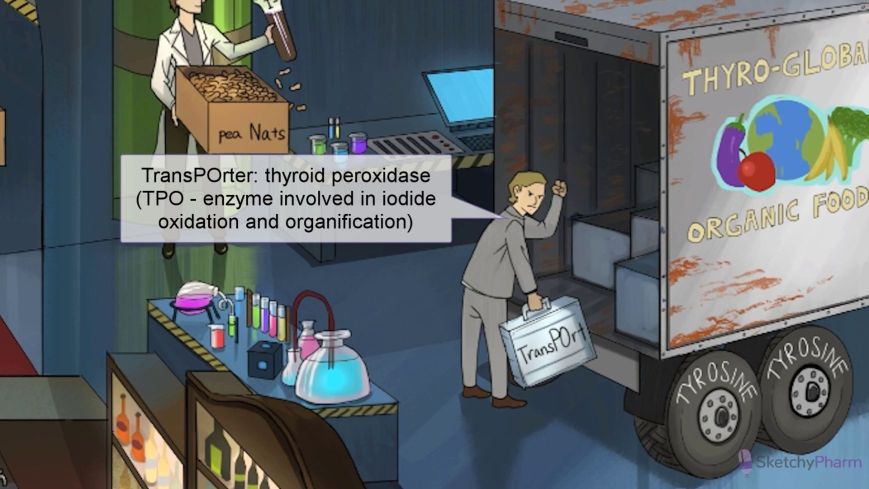 THYRO-GLOBAL
pea Nats
TransPOrter: thyroid peroxidase
(TPO - enzyme involved in iodide
oxidation and organification)
ORGANIC FOOD
TransPOrt
TYROSINE
TYROSINE
SketchyPharm